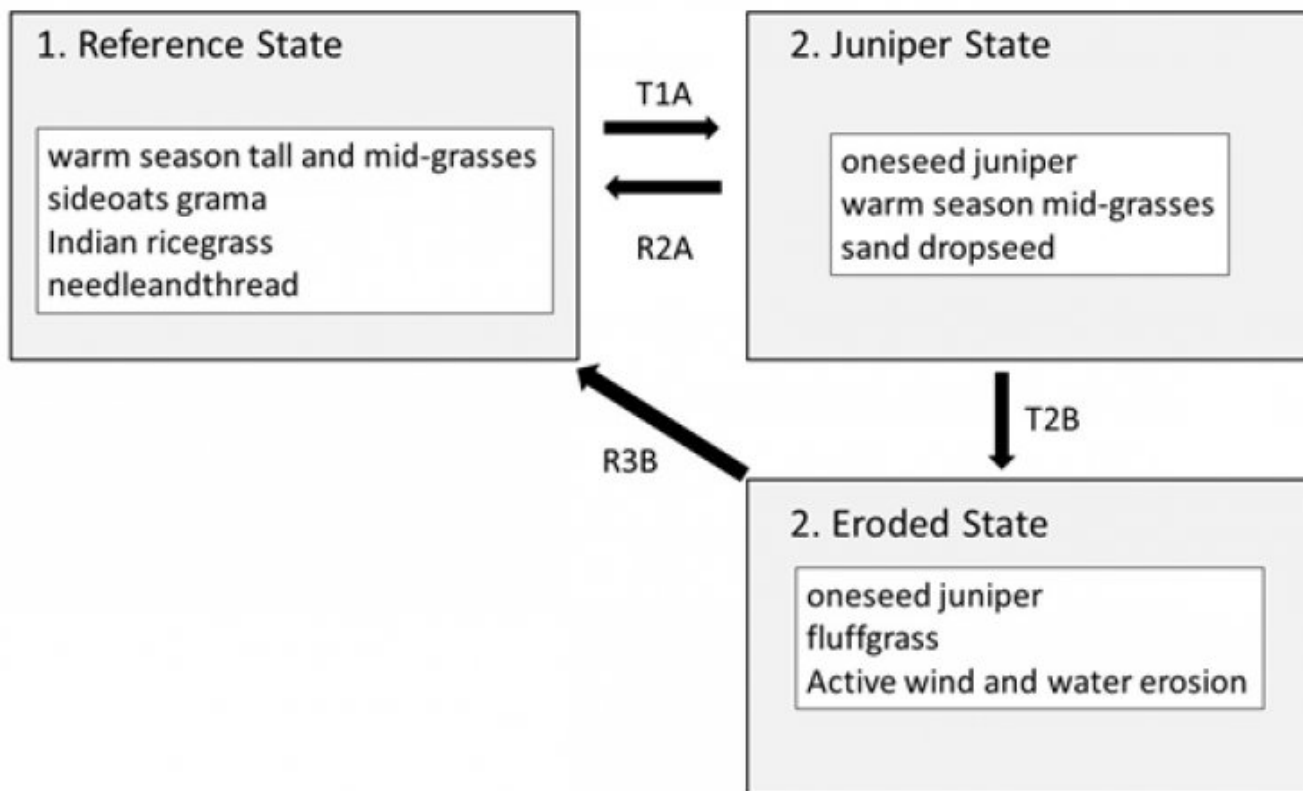 1. Reference State
warm season tall and mid-grasses
sideoats grama
Indian ricegrass
needleandthread
T1A
R2A
2. Juniper State
oneseed juniper
warm season mid-grasses
sand dropseed
T2B
R3B
2. Eroded State
oneseed juniper
fluffgrass
Active wind and water erosion